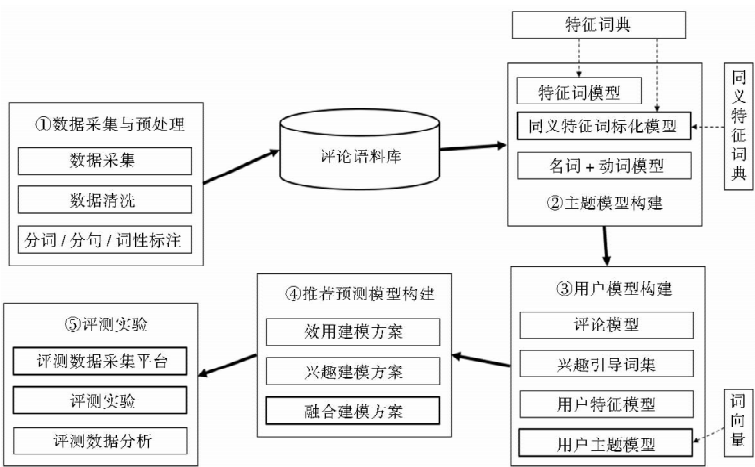 特征词典
①数据采集与预处理
数据采集
数据清洗
分词 / 分句 / 词性标注
评论语料库
特征词模型
同义特征词标化模型
名词 + 动词模型
②主题模型构建
同义特征词典
③用户模型构建
评论模型
兴趣引导词集
用户特征模型
用户主题模型
词向量
④推荐预测模型构建
效用建模方案
兴趣建模方案
融合建模方案
⑤评测实验
评测数据采集平台
评测实验
评测数据分析